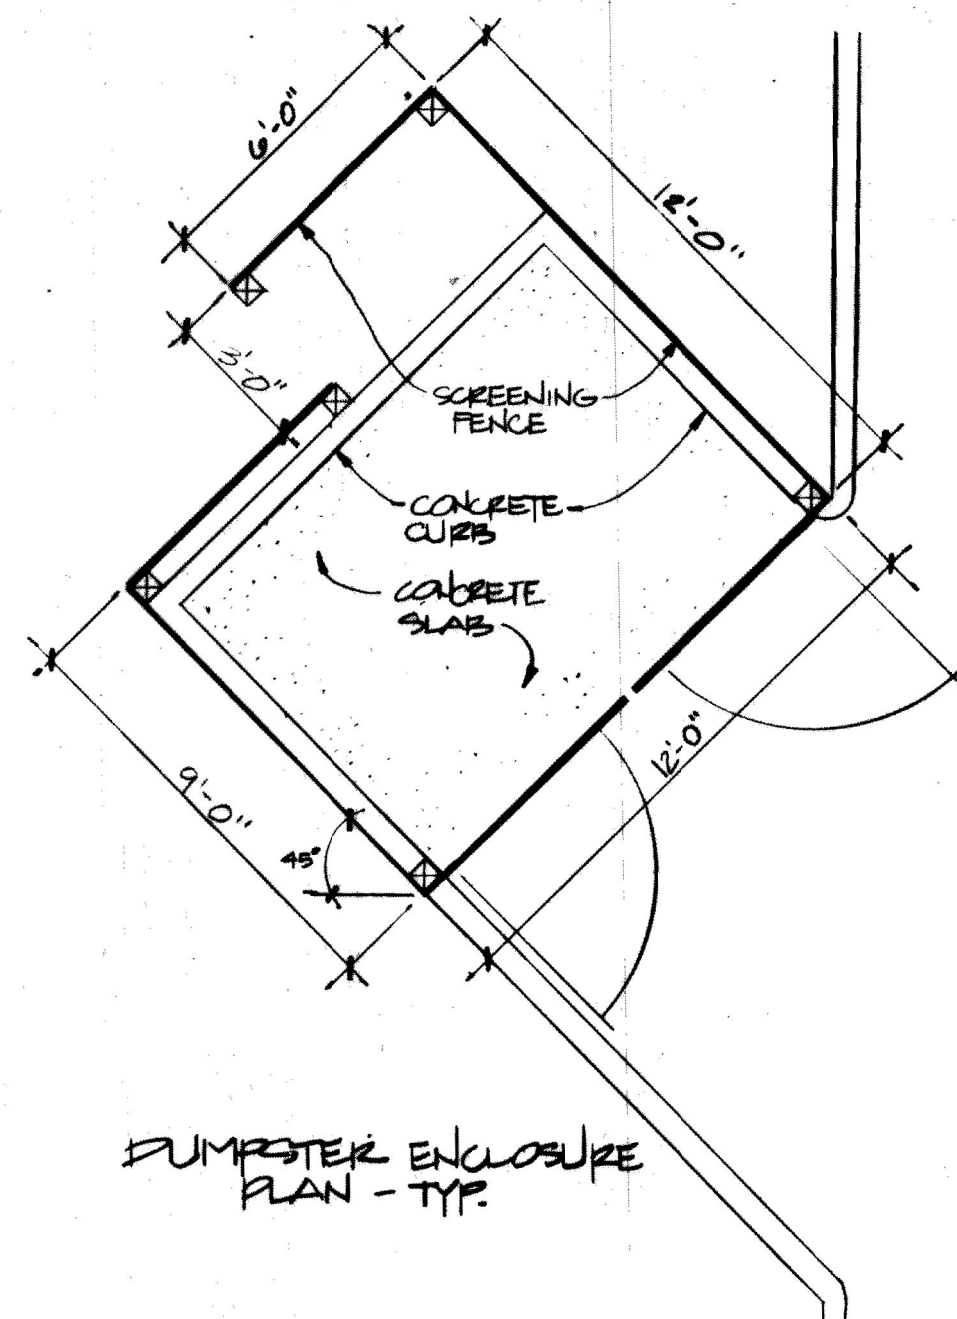 6'-0"
12'-0"
3'-0"
SCREENING
FENCE
CONCRETE
CURB
CONCRETE
SLAB
12'-0"
9'-0"
45°
DUMPSTER ENCLOSURE
PLAN - TYP.